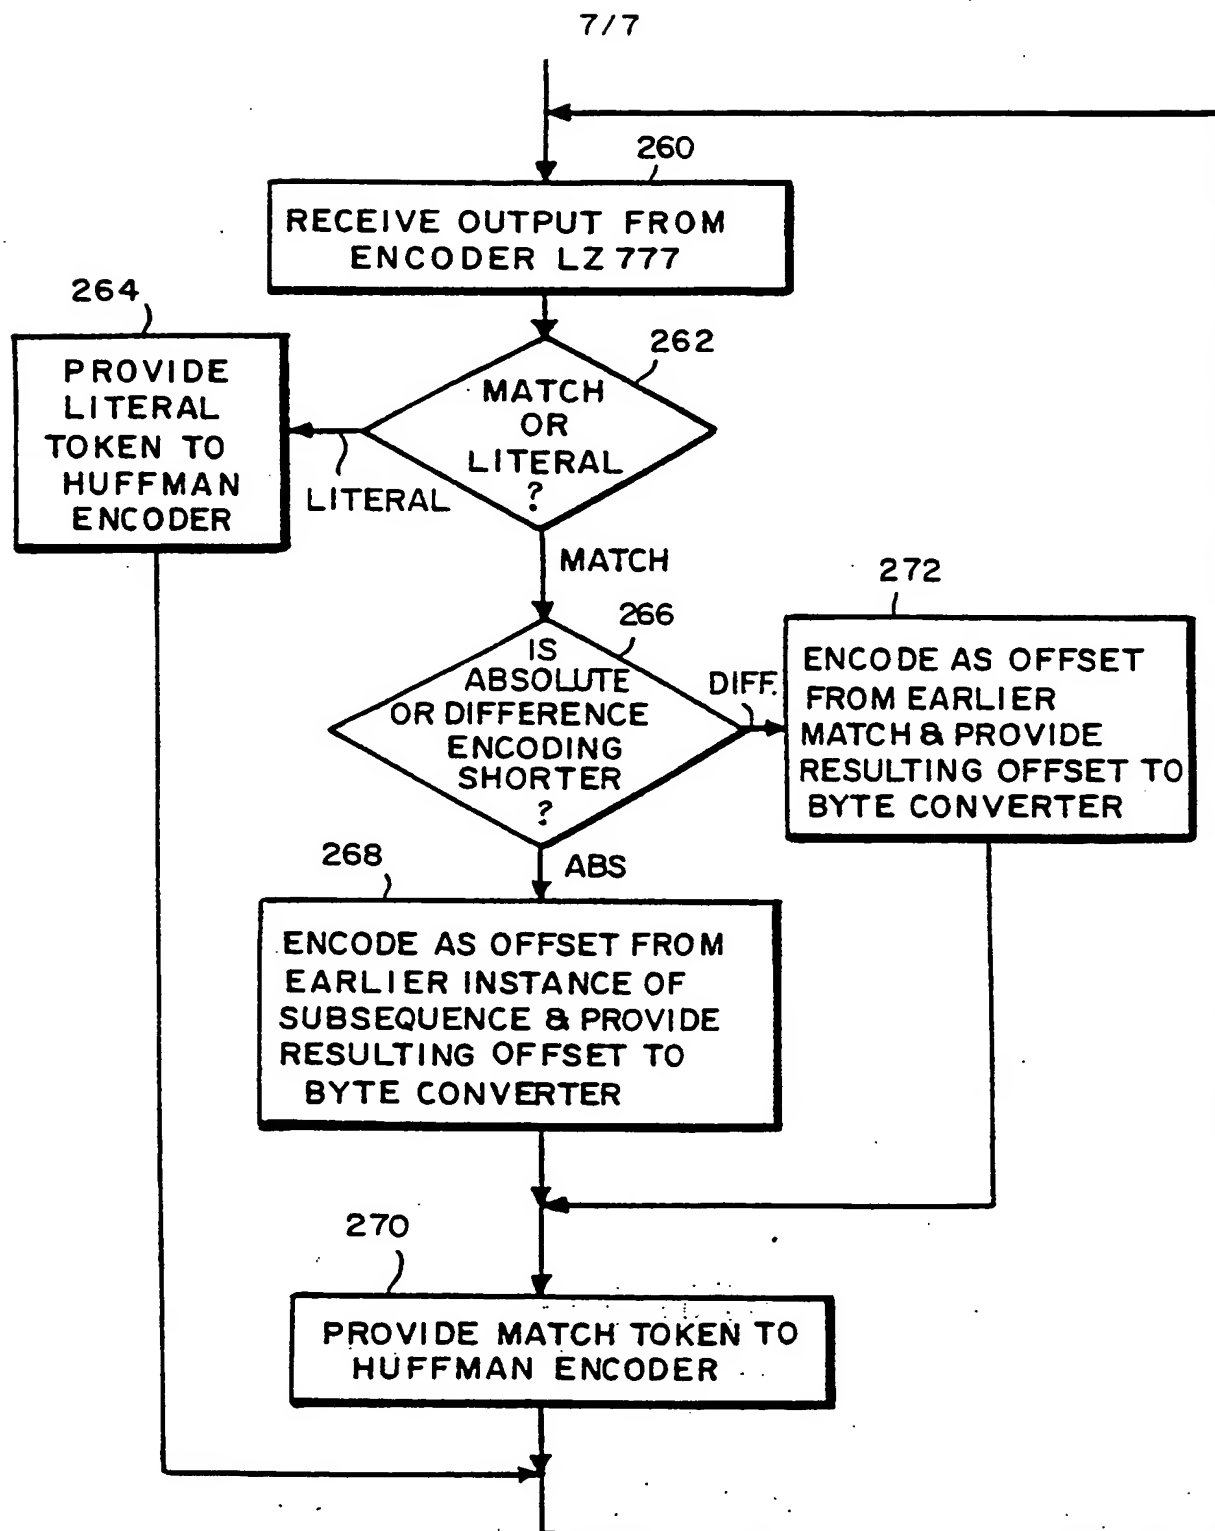 7/7
260
RECEIVE OUTPUT FROM
ENCODER LZ 777
264
PROVIDE
LITERAL
TOKEN TO
HUFFMAN
ENCODER
262
MATCH
OR
LITERAL
?
LITERAL
MATCH
266
IS
ABSOLUTE
OR DIFFERENCE
ENCODING
SHORTER
?
DIFF.
272
ENCODE AS OFFSET
FROM EARLIER
MATCH & PROVIDE
RESULTING OFFSET TO
BYTE CONVERTER
ABS
268
ENCODE AS OFFSET FROM
EARLIER INSTANCE OF
SUBSEQUENCE & PROVIDE
RESULTING OFFSET TO
BYTE CONVERTER
270
PROVIDE MATCH TOKEN TO
HUFFMAN ENCODER